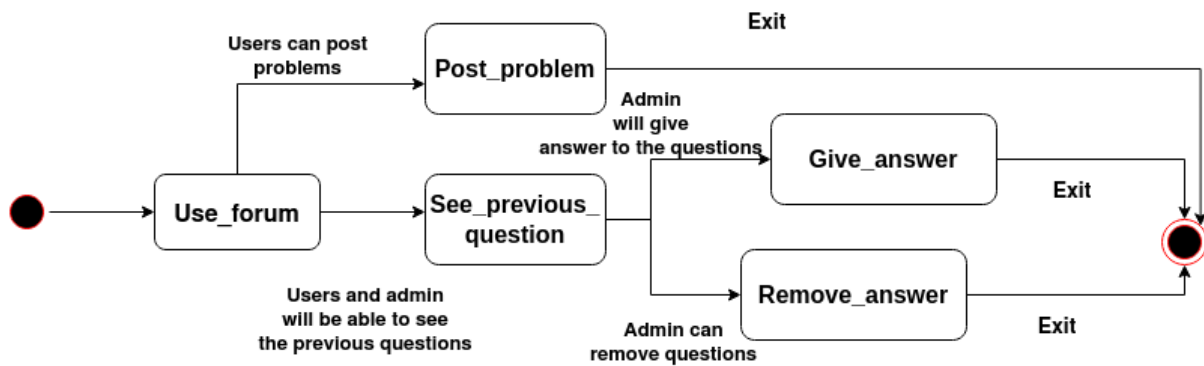 Exit
Users can post
problems
Post_problem
Admin
will give
answer to the questions
Give_answer
Exit
Use_forum
See_previous_
question
Users and admin
will be able to see
the previous questions
Remove_answer
Admin can
remove questions
Exit